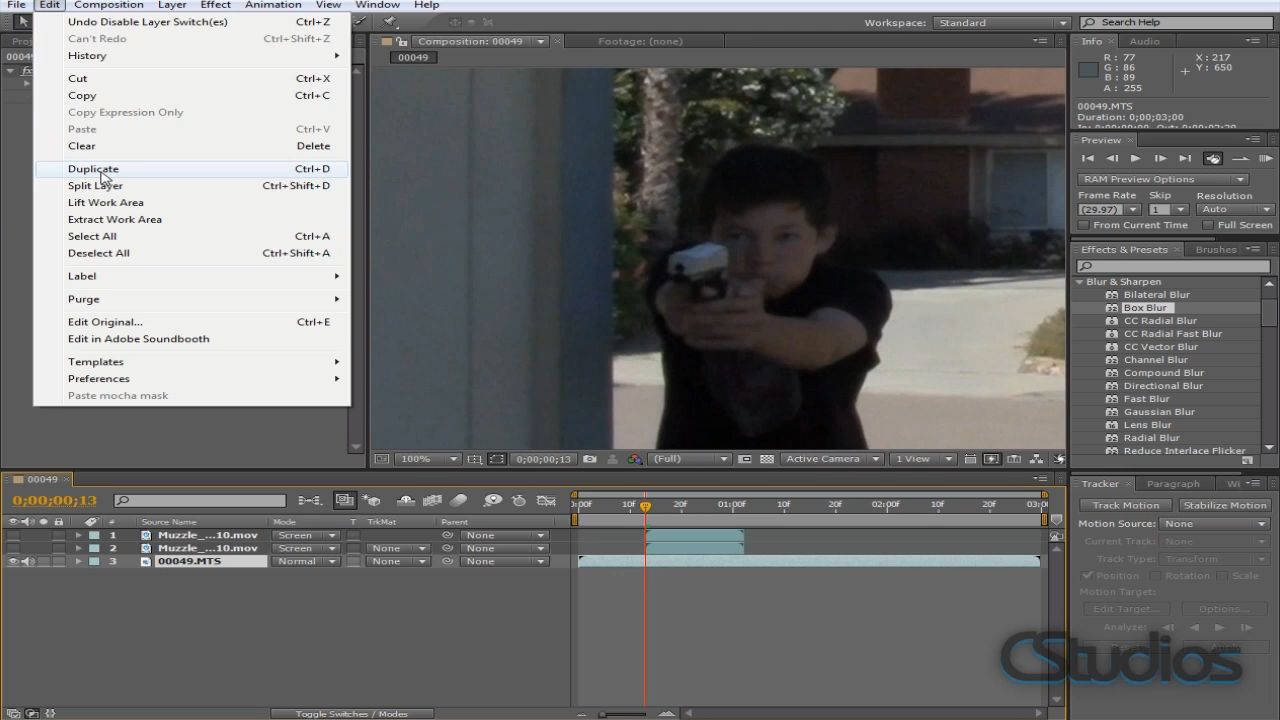 File Edit Composition Layer Effect Animation View Window Help
Workspace: Standard Search Help
Undo Disable Layer Switch(es) Ctrl+Z
Can't Redo Ctrl+Shift+Z
History
Cut Ctrl+X
Copy Ctrl+C
Copy Expression Only
Paste Ctrl+V
Clear Delete
Duplicate Ctrl+D
Split Layer Ctrl+Shift+D
Lift Work Area
Extract Work Area
Select All Ctrl+A
Deselect All Ctrl+Shift+A
Label
Purge
Edit Original... Ctrl+E
Edit in Adobe Soundbooth
Templates
Preferences
Paste mocha mask
Composition: 00049 Footage: (none)
00049
100% 0;00;00;13 (Full) Active Camera 1 View
Info Audio
R : 77 X : 217
G : 86 Y : 650
B : 89
A : 255
00049.MTS
Duration: 0;00;03;00
Preview
RAM Preview Options
Frame Rate Skip Resolution
(29.97) 1 Auto
From Current Time Full Screen
Effects & Presets Brushes
Blur & Sharpen
Bilateral Blur
Box Blur
CC Radial Blur
CC Radial Fast Blur
CC Vector Blur
Channel Blur
Compound Blur
Directional Blur
Fast Blur
Gaussian Blur
Lens Blur
Radial Blur
Reduce Interlace Flicker
Tracker Paragraph Wi
Track Motion Stabilize Motion
Motion Source: None
Current Track: None
Track Type: Transform
Position Rotation Scale
Motion Target:
Edit Target... Options...
Analyze:
00049
0;00;00;13
10f 20f 01:00f 10f 20f 02:00f 10f 20f 03:0
# Source Name Mode T TrkMat Parent
1 Muzzle_...10.mov Screen None
2 Muzzle_...10.mov Screen None None
3 00049.MTS Normal None None
Toggle Switches / Modes
CStudios